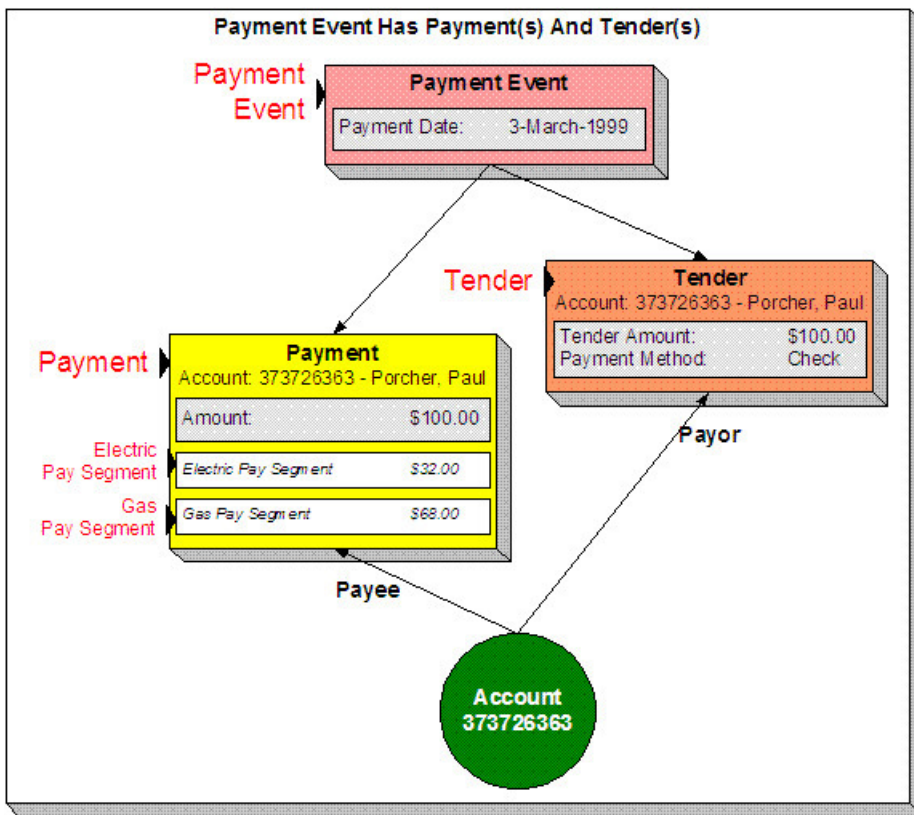 Payment Event Has Payment(s) And Tender(s)
Payment
Event
Payment Event
Payment Date: 3-March-1999
Tender
Tender
Account: 373726363 - Porcher, Paul
Tender Amount: $100.00
Payment Method: Check
Payment
Payment
Account: 373726363 - Porcher, Paul
Amount: $100.00
Electric
Pay Segment
Electric Pay Segment $32.00
Gas
Pay Segment
Gas Pay Segment $68.00
Payor
Payee
Account
373726363